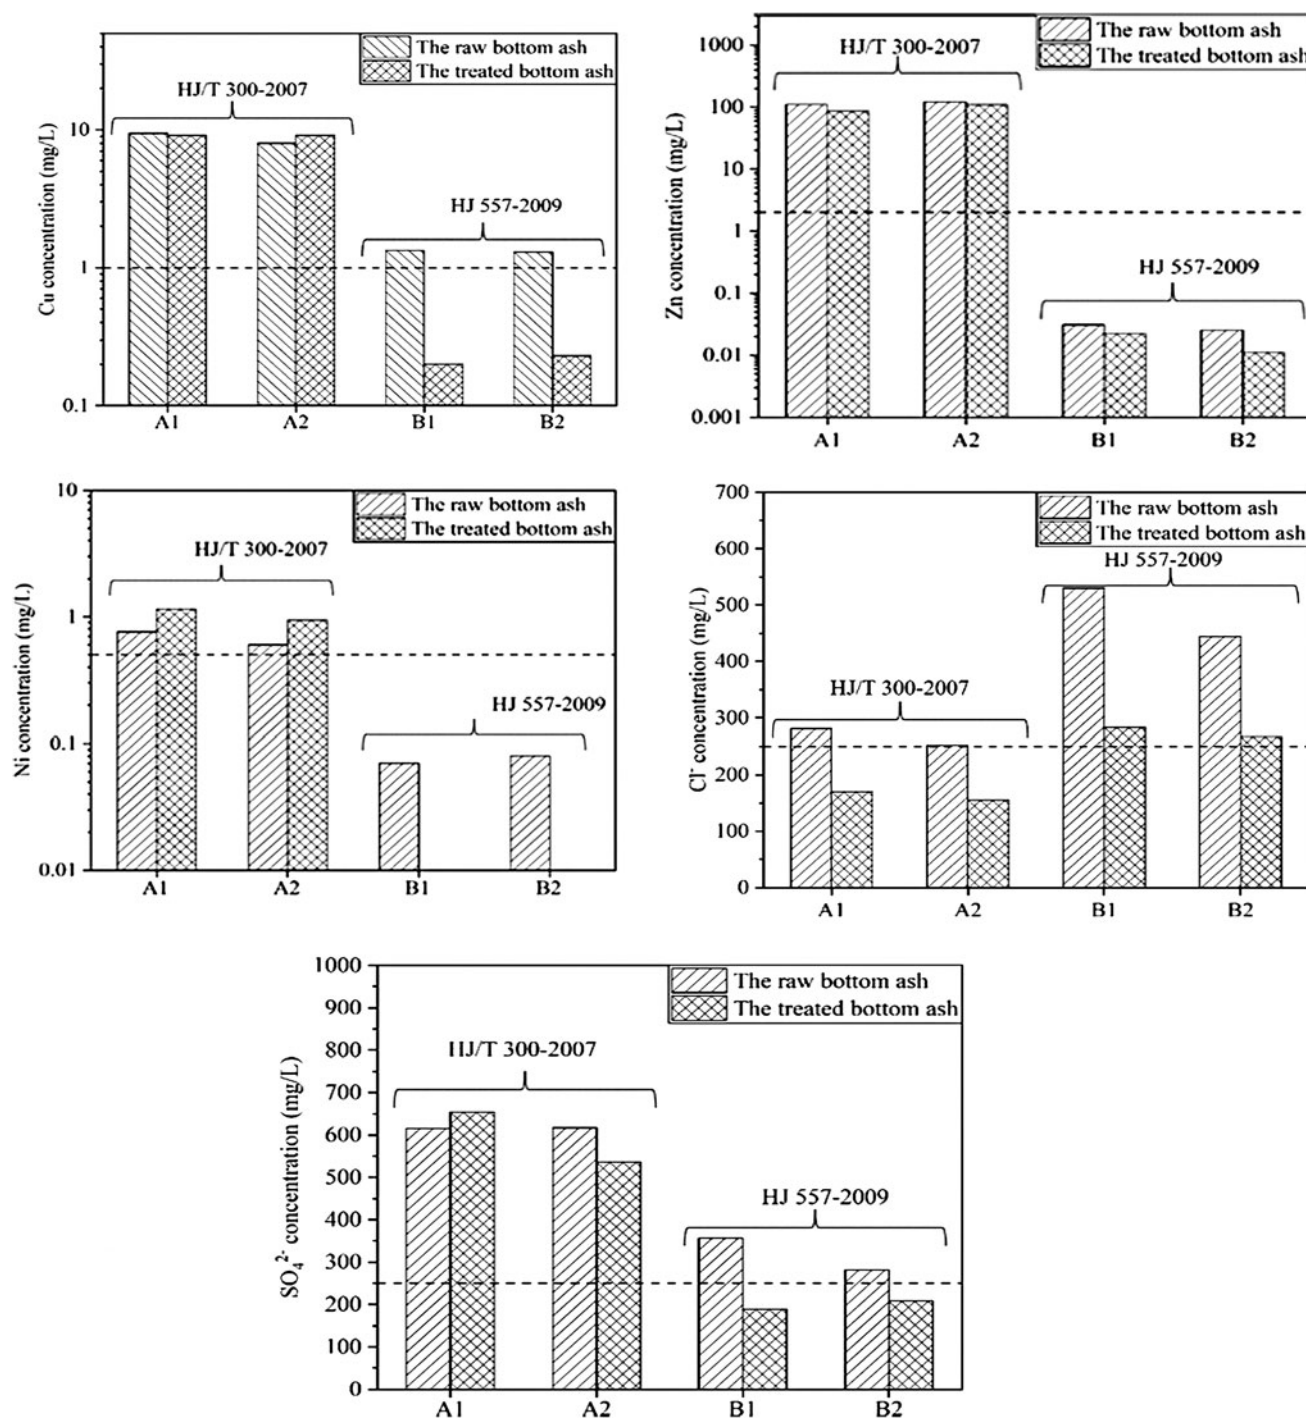 The raw bottom ash
The treated bottom ash
HJ/T 300-2007
HJ 557-2009
Cu concentration (mg/L)
10
1
0.1
A1 A2 B1 B2
The raw bottom ash
The treated bottom ash
HJ/T 300-2007
HJ 557-2009
Zn concentration (mg/L)
1000
100
10
1
0.1
0.01
0.001
A1 A2 B1 B2
The raw bottom ash
The treated bottom ash
HJ/T 300-2007
HJ 557-2009
Ni concentration (mg/L)
10
1
0.1
0.01
A1 A2 B1 B2
The raw bottom ash
The treated bottom ash
HJ 557-2009
HJ/T 300-2007
Cl⁻ concentration (mg/L)
700
600
500
400
300
200
100
0
A1 A2 B1 B2
The raw bottom ash
The treated bottom ash
HJ/T 300-2007
HJ 557-2009
SO₄²⁻ concentration (mg/L)
1000
900
800
700
600
500
400
300
200
100
0
A1 A2 B1 B2